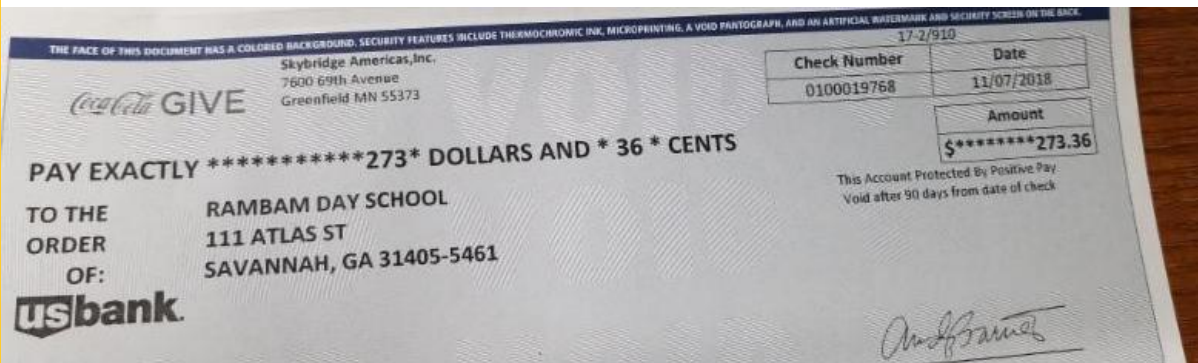 THE FACE OF THIS DOCUMENT HAS A COLORED BACKGROUND. SECURITY FEATURES INCLUDE THERMOCHROMIC INK, MICROPRINTING, A VOID PANTOGRAPH, AND AN ARTIFICIAL WATERMARK AND SECURITY SCREEN ON THE BACK.
17-2/910
Coca-Cola GIVE
Skybridge Americas,Inc.
7600 69th Avenue
Greenfield MN 55373
Check Number Date
0100019768 11/07/2018
Amount
$********273.36
PAY EXACTLY ***********273* DOLLARS AND * 36 * CENTS
This Account Protected By Positive Pay
Void after 90 days from date of check
TO THE RAMBAM DAY SCHOOL
ORDER 111 ATLAS ST
OF: SAVANNAH, GA 31405-5461
usbank.
VOID
VOID